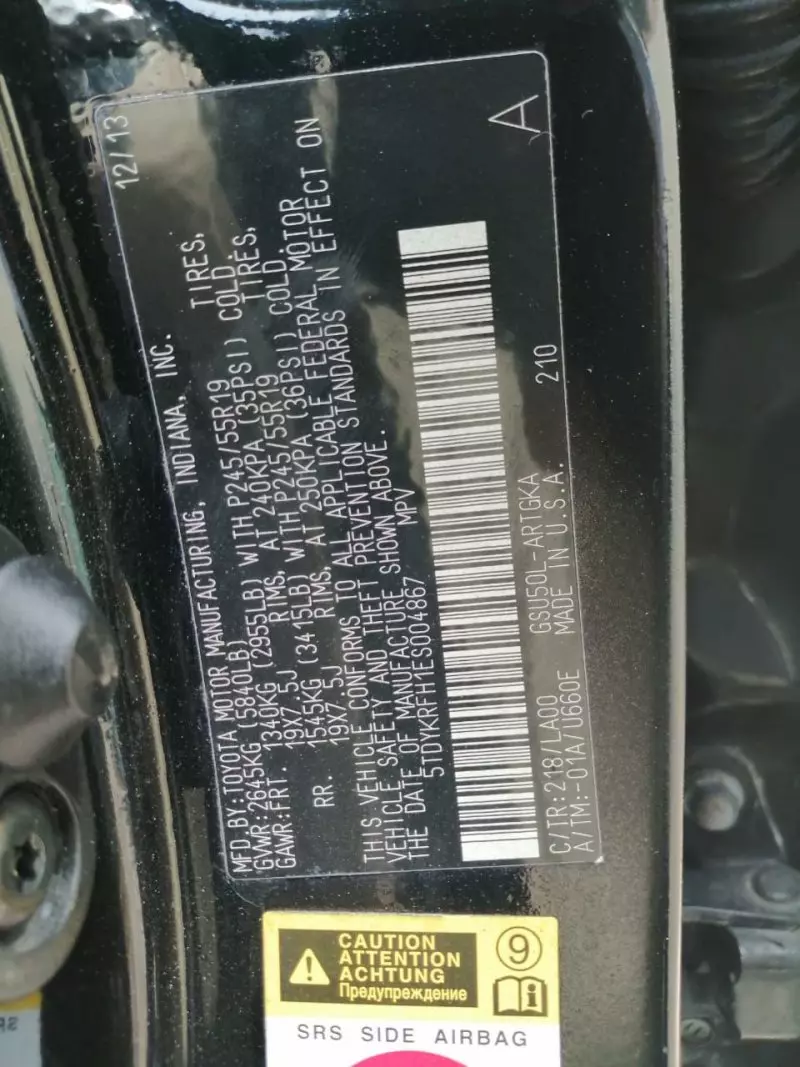 MFD.BY:TOYOTA MOTOR MANUFACTURING, INDIANA, INC. 12/13
GVWR:2645KG (5840LB)
GAWR:FRT. 1340KG (2955LB) WITH P245/55R19 TIRES,
19X7.5J RIMS, AT 240KPA (35PSI) COLD.
RR. 1545KG (3415LB) WITH P245/55R19 TIRES,
19X7.5J RIMS, AT 250KPA (36PSI) COLD.
THIS VEHICLE CONFORMS TO ALL APPLICABLE FEDERAL MOTOR
VEHICLE SAFETY AND THEFT PREVENTION STANDARDS IN EFFECT ON
THE DATE OF MANUFACTURE SHOWN ABOVE.
5TDYKRFH1ES004867 MPV
C/TR:218/LA00 GSU50L-ARTGKA 210
A/TM:-01A/U660E MADE IN U.S.A.
A
CAUTION
ATTENTION
ACHTUNG
Предупреждение
9
i
SRS SIDE AIRBAG